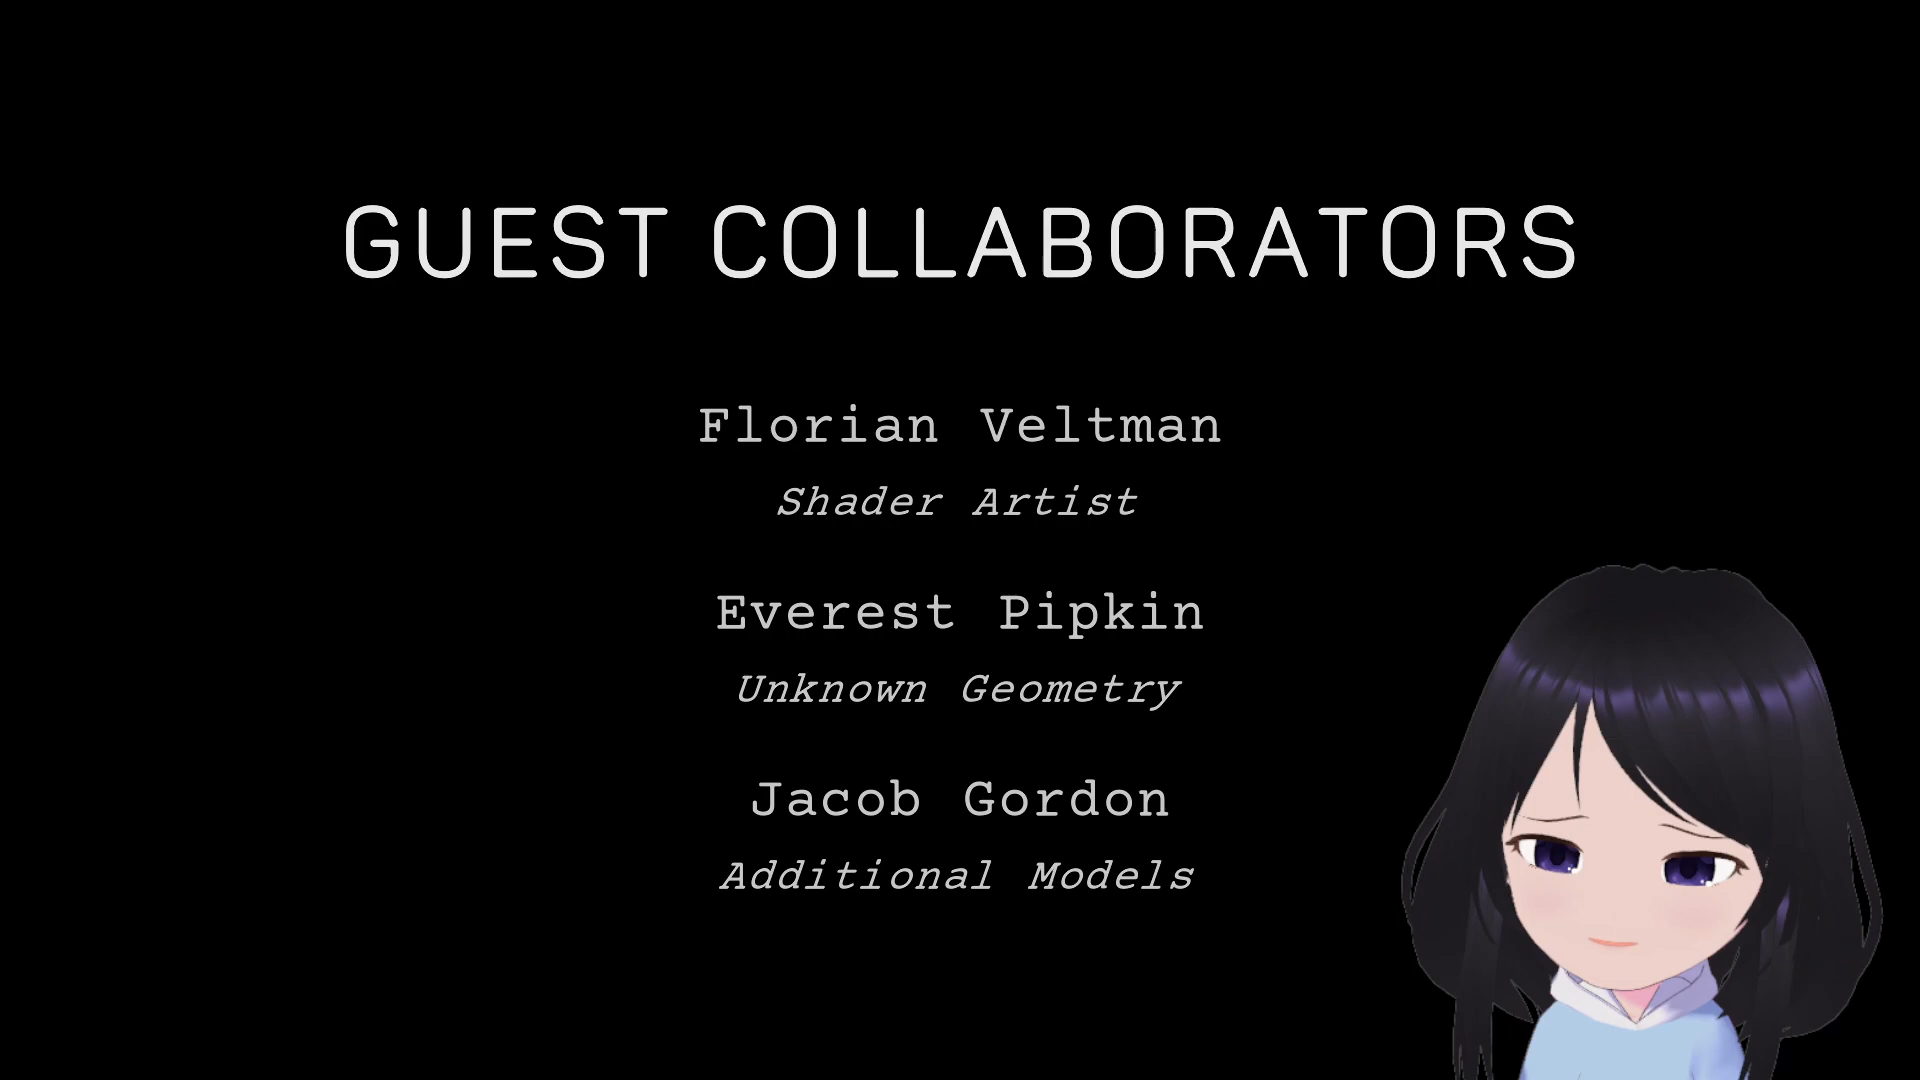 GUEST COLLABORATORS
Florian Veltman
Shader Artist
Everest Pipkin
Unknown Geometry
Jacob Gordon
Additional Models